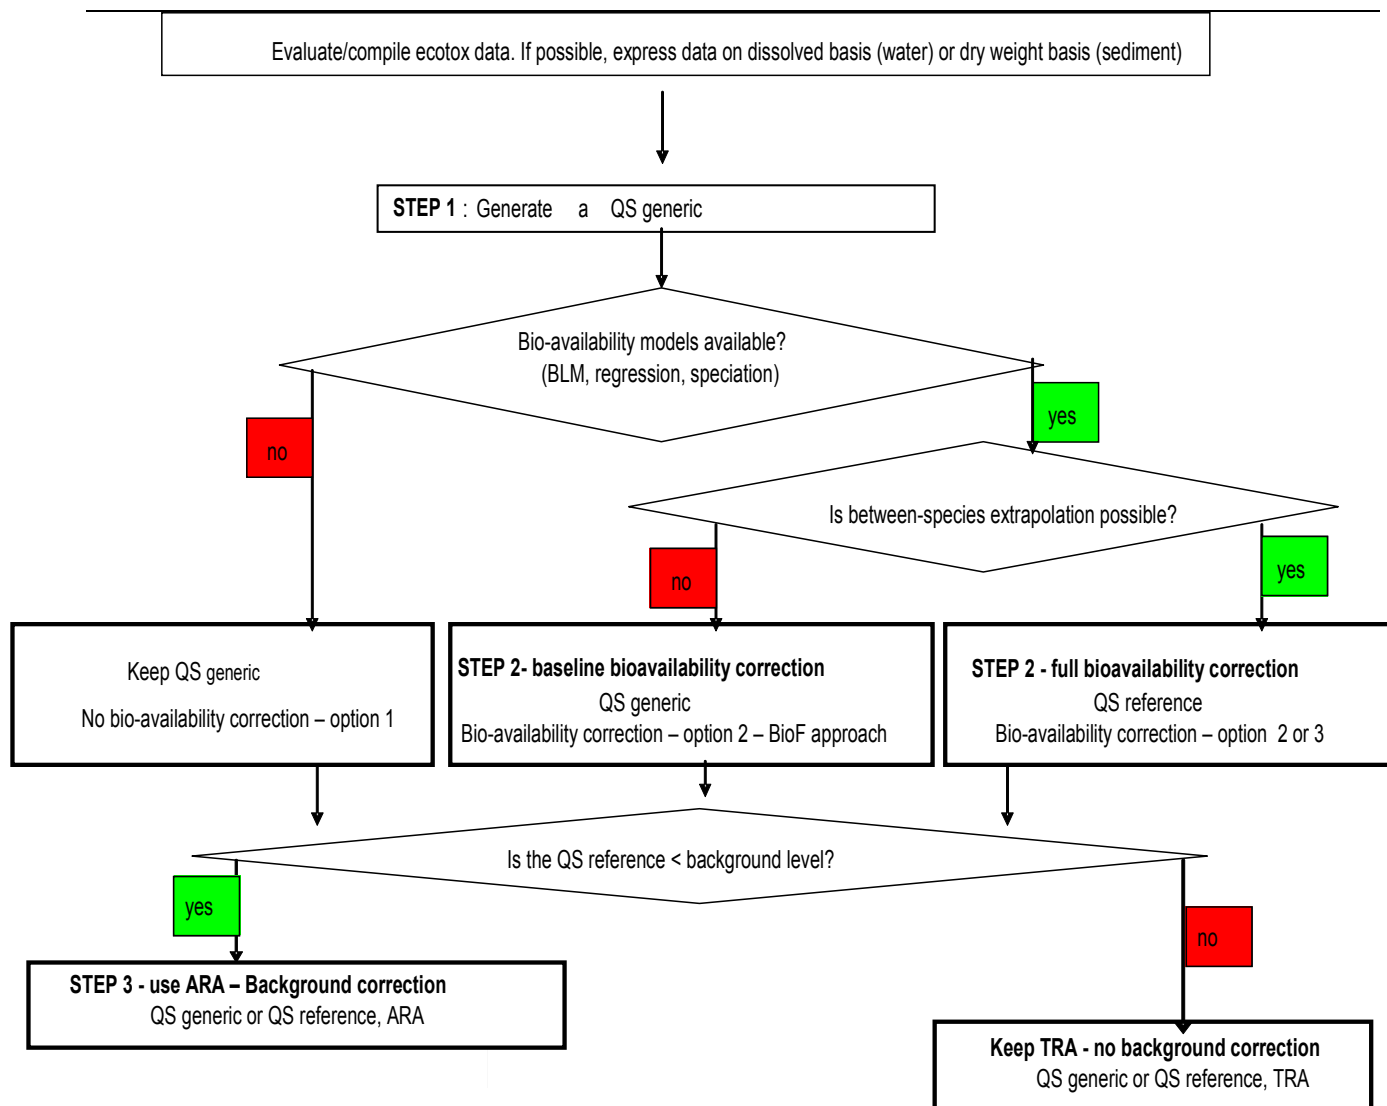 Evaluate/compile ecotox data. If possible, express data on dissolved basis (water) or dry weight basis (sediment)
STEP 1 : Generate a QS generic
Bio-availability models available?
(BLM, regression, speciation)
no
yes
Is between-species extrapolation possible?
no
yes
Keep QS generic
No bio-availability correction – option 1
STEP 2- baseline bioavailability correction
QS generic
Bio-availability correction – option 2 – BioF approach
STEP 2 - full bioavailability correction
QS reference
Bio-availability correction – option 2 or 3
Is the QS reference < background level?
yes
no
STEP 3 - use ARA – Background correction
QS generic or QS reference, ARA
Keep TRA - no background correction
QS generic or QS reference, TRA